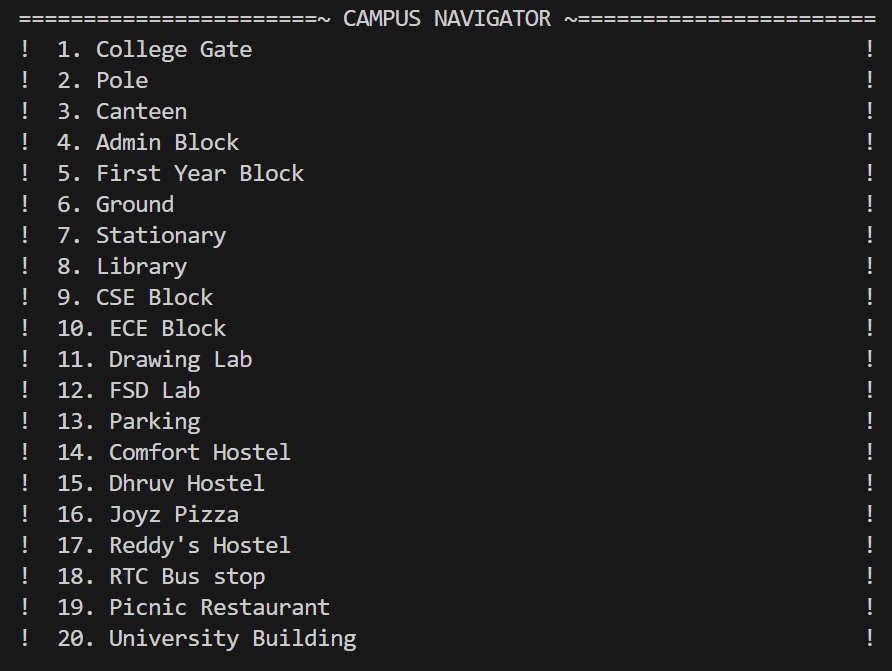 =======================~ CAMPUS NAVIGATOR ~=======================
!  1. College Gate                                               !
!  2. Pole                                                       !
!  3. Canteen                                                    !
!  4. Admin Block                                                !
!  5. First Year Block                                           !
!  6. Ground                                                     !
!  7. Stationary                                                 !
!  8. Library                                                    !
!  9. CSE Block                                                  !
!  10. ECE Block                                                 !
!  11. Drawing Lab                                               !
!  12. FSD Lab                                                   !
!  13. Parking                                                   !
!  14. Comfort Hostel                                            !
!  15. Dhruv Hostel                                              !
!  16. Joyz Pizza                                                !
!  17. Reddy's Hostel                                            !
!  18. RTC Bus stop                                              !
!  19. Picnic Restaurant                                         !
!  20. University Building                                       !